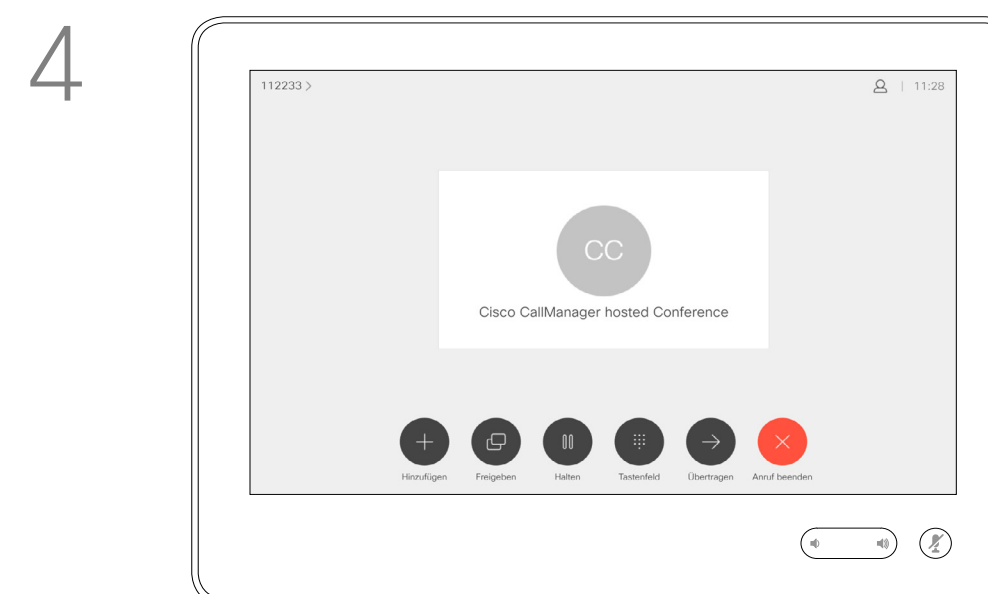 4
112233 >
| 11:28
CC
Cisco CallManager hosted Conference
Hinzufügen Freigeben Halten Tastenfeld Übertragen Anruf beenden